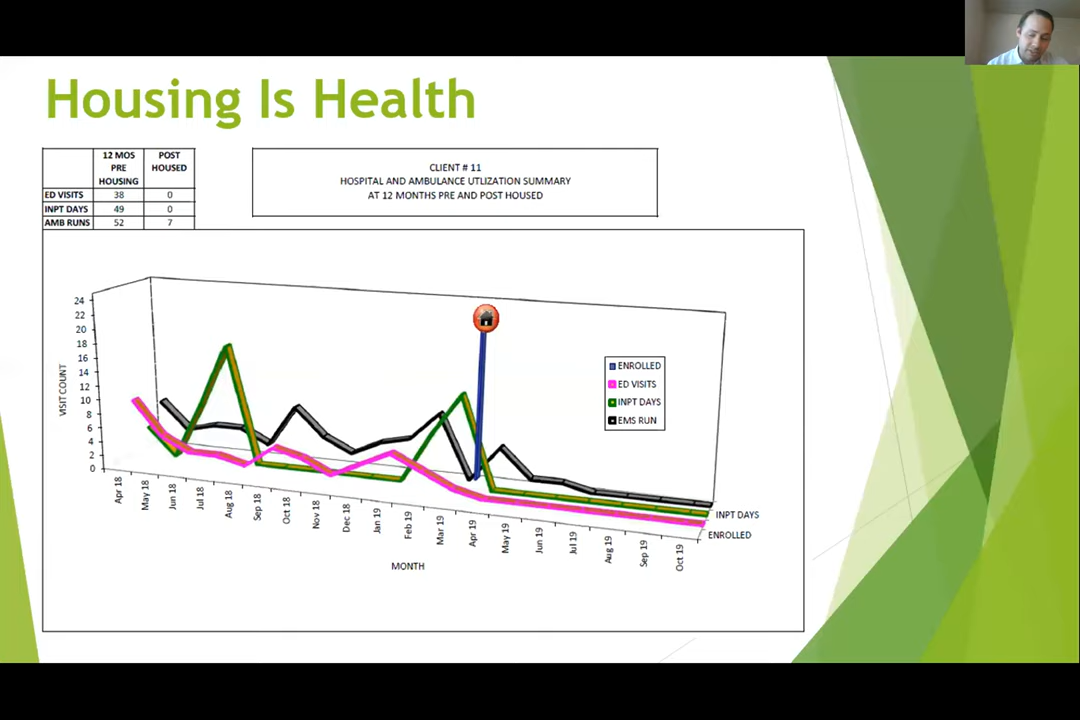 Housing Is Health
12 MOS PRE HOUSING POST HOUSED
ED VISITS 38 0
INPT DAYS 49 0
AMB RUNS 52 7
CLIENT # 11
HOSPITAL AND AMBULANCE UTLIZATION SUMMARY
AT 12 MONTHS PRE AND POST HOUSED
VISIT COUNT
24
22
20
18
16
14
12
10
8
6
4
2
0
ENROLLED
ED VISITS
INPT DAYS
EMS RUN
INPT DAYS
ENROLLED
Apr 18 May 18 Jun 18 Jul 18 Aug 18 Sep 18 Oct 18 Nov 18 Dec 18 Jan 19 Feb 19 Mar 19 Apr 19 May 19 Jun 19 Jul 19 Aug 19 Sep 19 Oct 19
MONTH